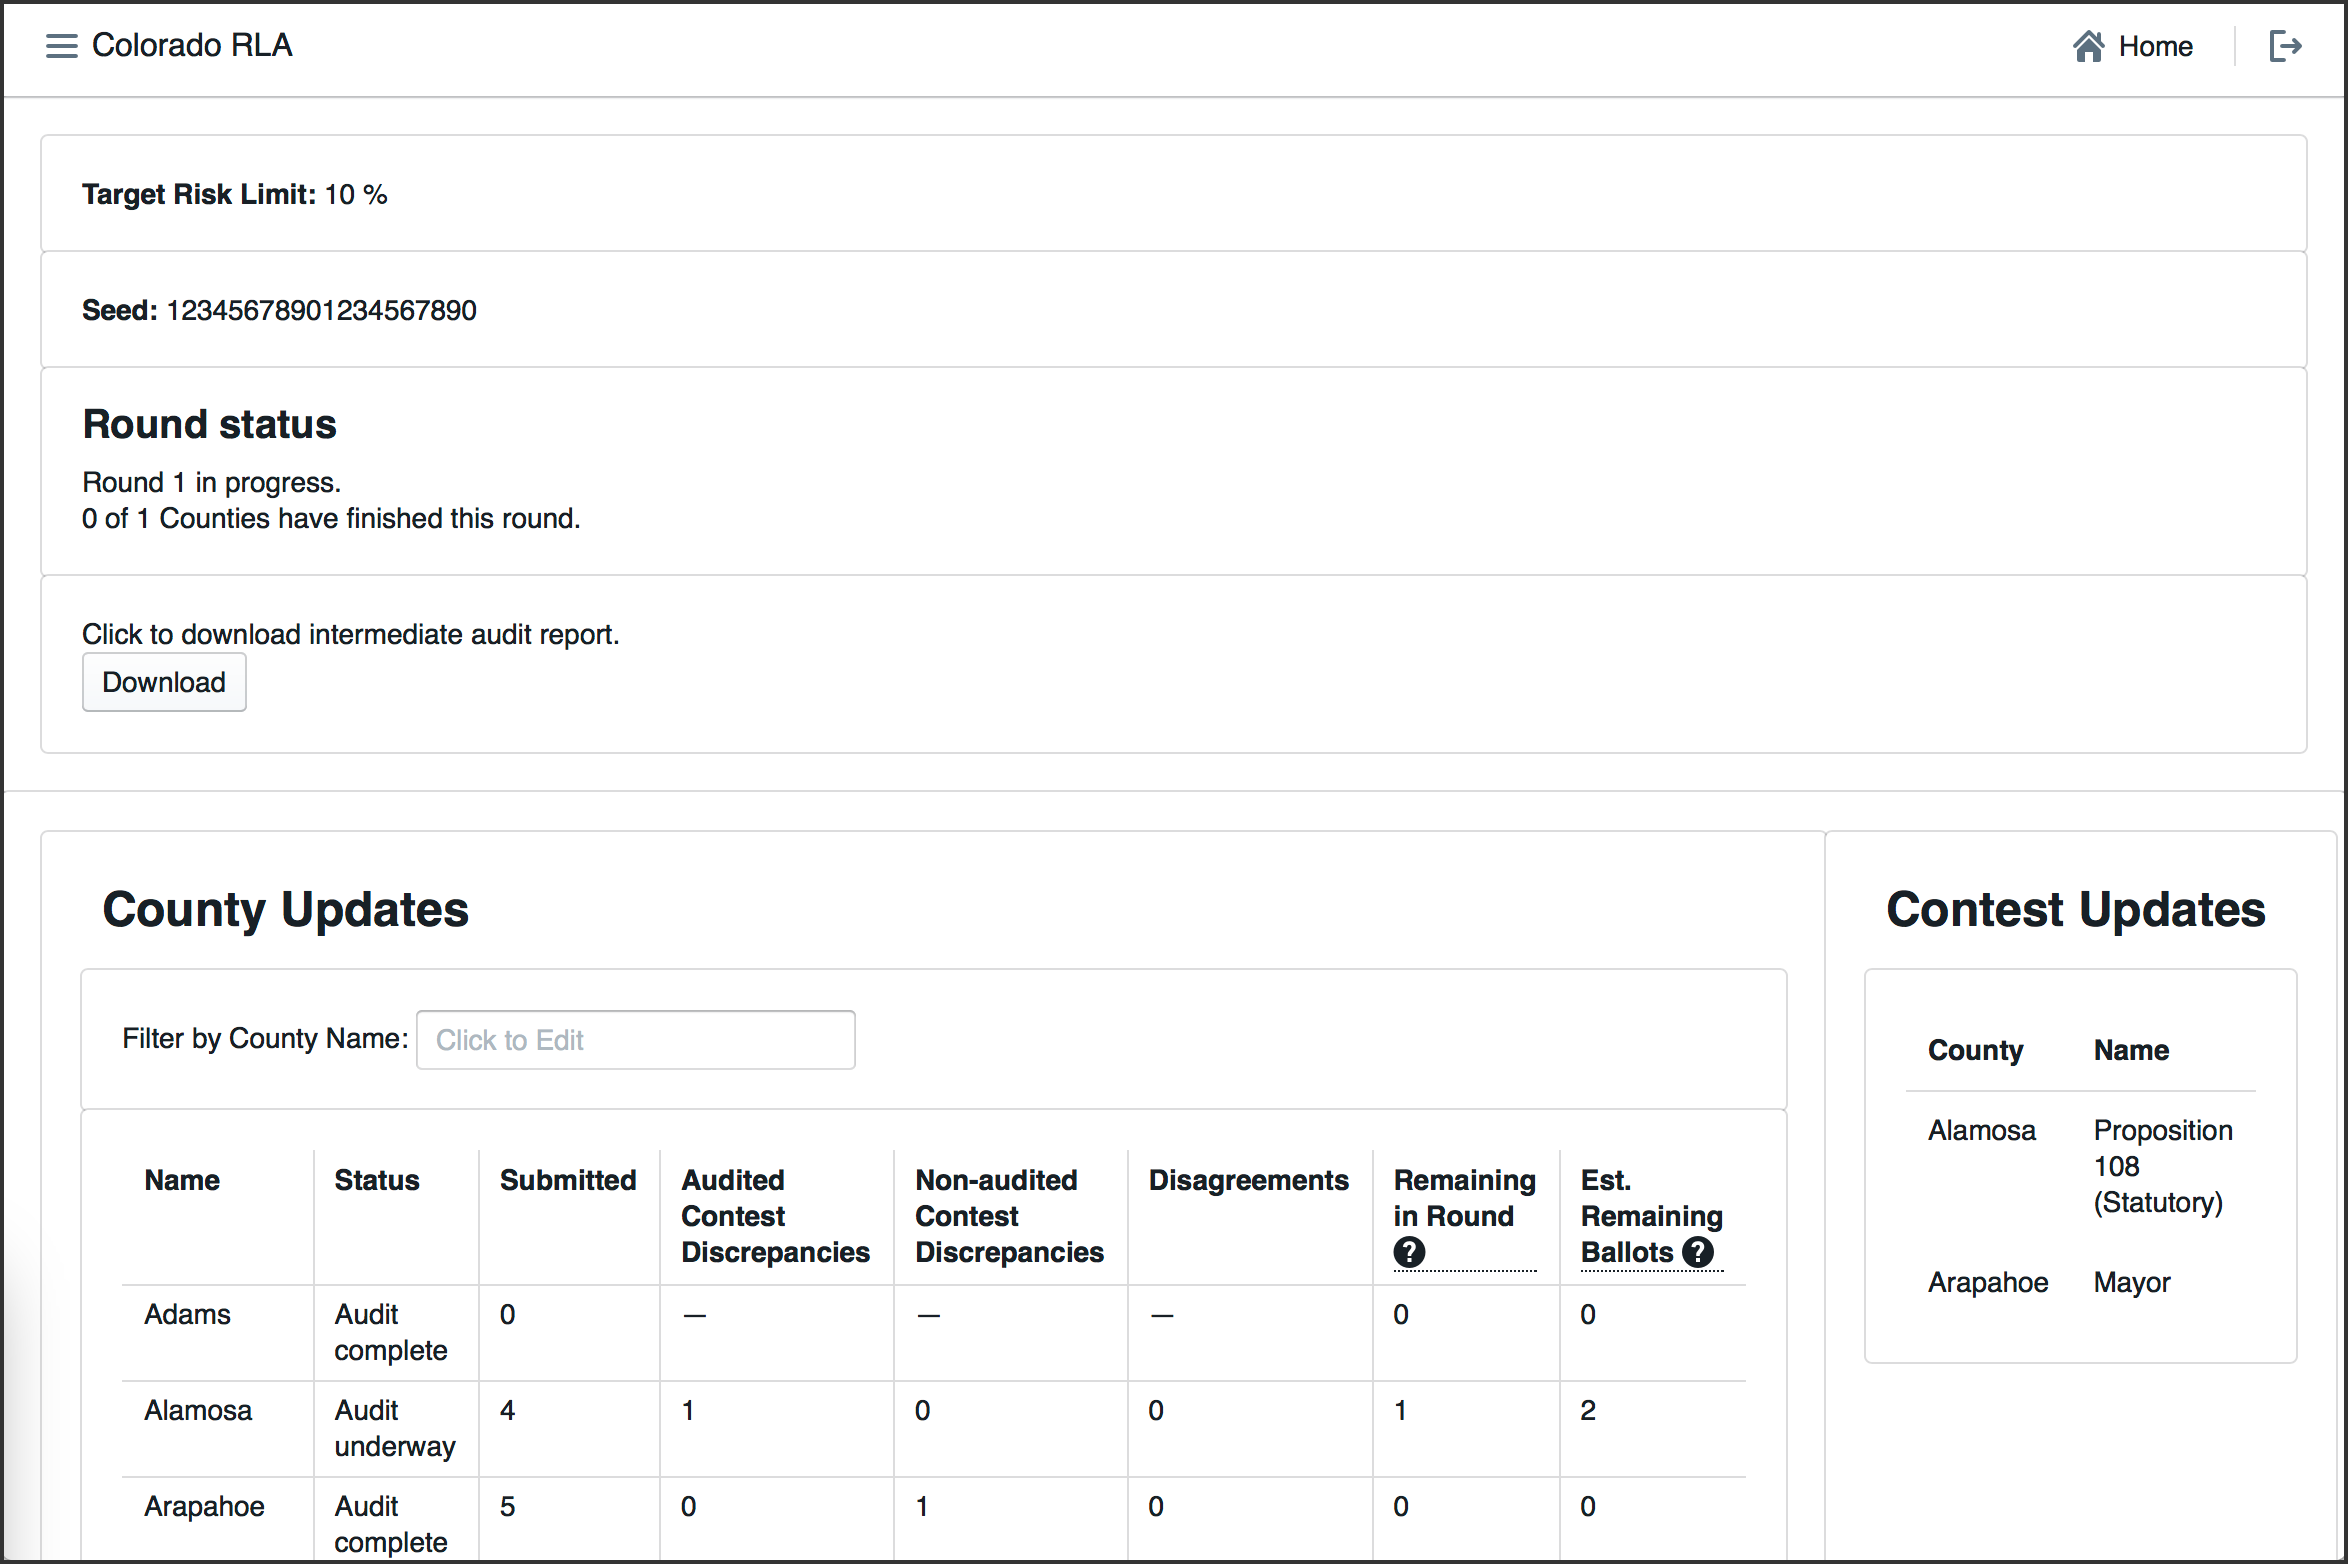 Colorado RLA
Home
Target Risk Limit: 10 %
Seed: 12345678901234567890
Round status
Round 1 in progress.
0 of 1 Counties have finished this round.
Click to download intermediate audit report.
Download
County Updates
Filter by County Name: Click to Edit
Name Status Submitted Audited Contest Discrepancies Non-audited Contest Discrepancies Disagreements Remaining in Round ? Est. Remaining Ballots ?
Adams Audit complete 0 — — — 0 0
Alamosa Audit underway 4 1 0 0 1 2
Arapahoe Audit complete 5 0 1 0 0 0
Contest Updates
County Name
Alamosa Proposition 108 (Statutory)
Arapahoe Mayor